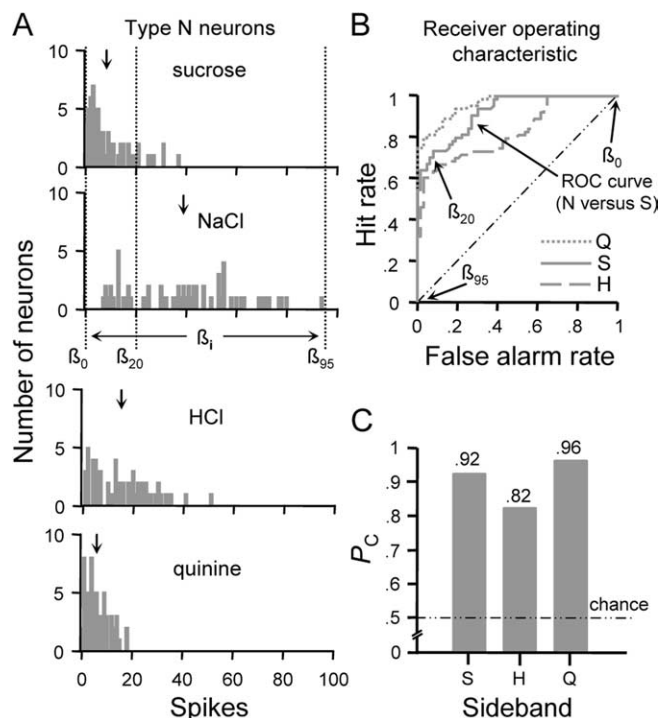 A
Type N neurons
sucrose
10
5
0
NaCl
10
5
0
ß0
ß20
ßi
ß95
HCl
10
5
0
quinine
10
5
0
0 20 40 60 80 100
Spikes
Number of neurons
B
Receiver operating
characteristic
1
.8
.6
.4
.2
0
Hit rate
ß0
ROC curve
(N versus S)
ß20
ß95
Q
S
H
0 .2 .4 .6 .8 1
False alarm rate
C
1
.9
.8
.7
.6
.5
0
PC
.92
.82
.96
chance
S H Q
Sideband